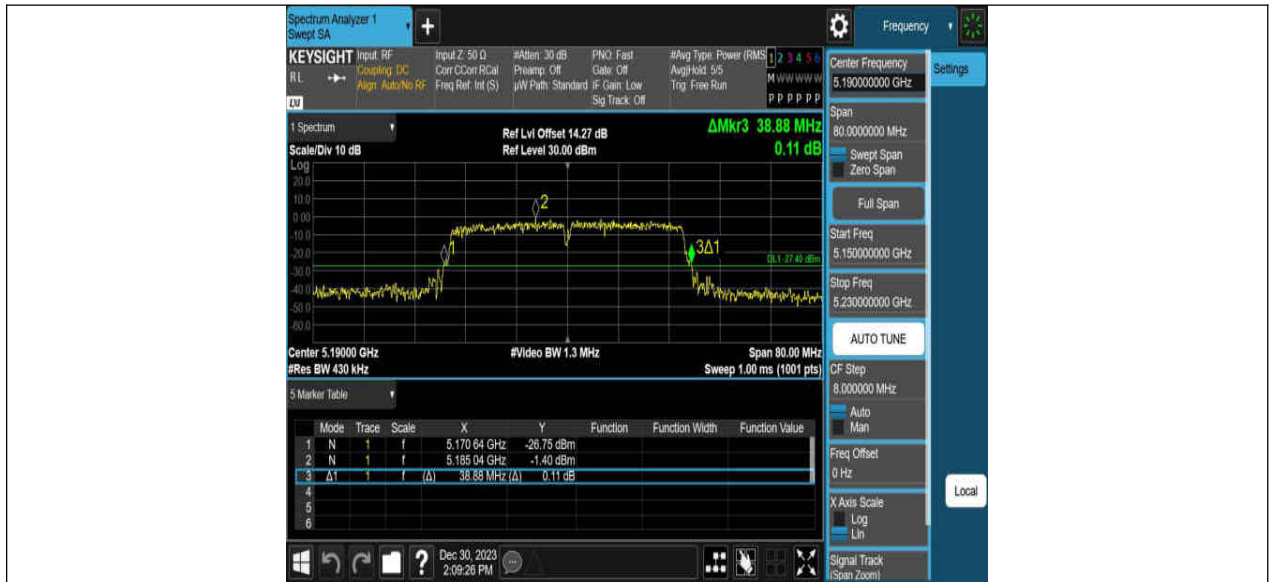 Spectrum Analyzer 1
Swept SA
+
Frequency
KEYSIGHT
RL
LXI
Input: RF
Coupling: DC
Align: Auto/No RF
Input Z: 50 Ω
Corr CCorr RCal
Freq Ref: Int (S)
#Atten: 30 dB
Preamp: Off
µW Path: Standard
PNO: Fast
Gate: Off
IF Gain: Low
Sig Track: Off
#Avg Type: Power (RMS
Avg|Hold: 5/5
Trig: Free Run
1 2 3 4 5 6
M W W W W W
P P P P P P
1 Spectrum
Scale/Div 10 dB
Ref Lvl Offset 14.27 dB
Ref Level 30.00 dBm
ΔMkr3 38.88 MHz
0.11 dB
Log
20.0
10.0
0.00
-10.0
-20.0
-30.0
-40.0
-50.0
-60.0
1
2
3Δ1
DL1 -27.40 dBm
Center 5.19000 GHz
#Video BW 1.3 MHz
Span 80.00 MHz
#Res BW 430 kHz
Sweep 1.00 ms (1001 pts)
5 Marker Table
Mode Trace Scale X Y Function Function Width Function Value
1 N 1 f 5.170 64 GHz -26.75 dBm
2 N 1 f 5.185 04 GHz -1.40 dBm
3 Δ1 1 f (Δ) 38.88 MHz (Δ) 0.11 dB
4
5
6
Dec 30, 2023
2:09:26 PM
?
Center Frequency
5.190000000 GHz
Settings
Span
80.0000000 MHz
Swept Span
Zero Span
Full Span
Start Freq
5.150000000 GHz
Stop Freq
5.230000000 GHz
AUTO TUNE
CF Step
8.000000 MHz
Auto
Man
Freq Offset
0 Hz
X Axis Scale
Log
Lin
Local
Signal Track
(Span Zoom)